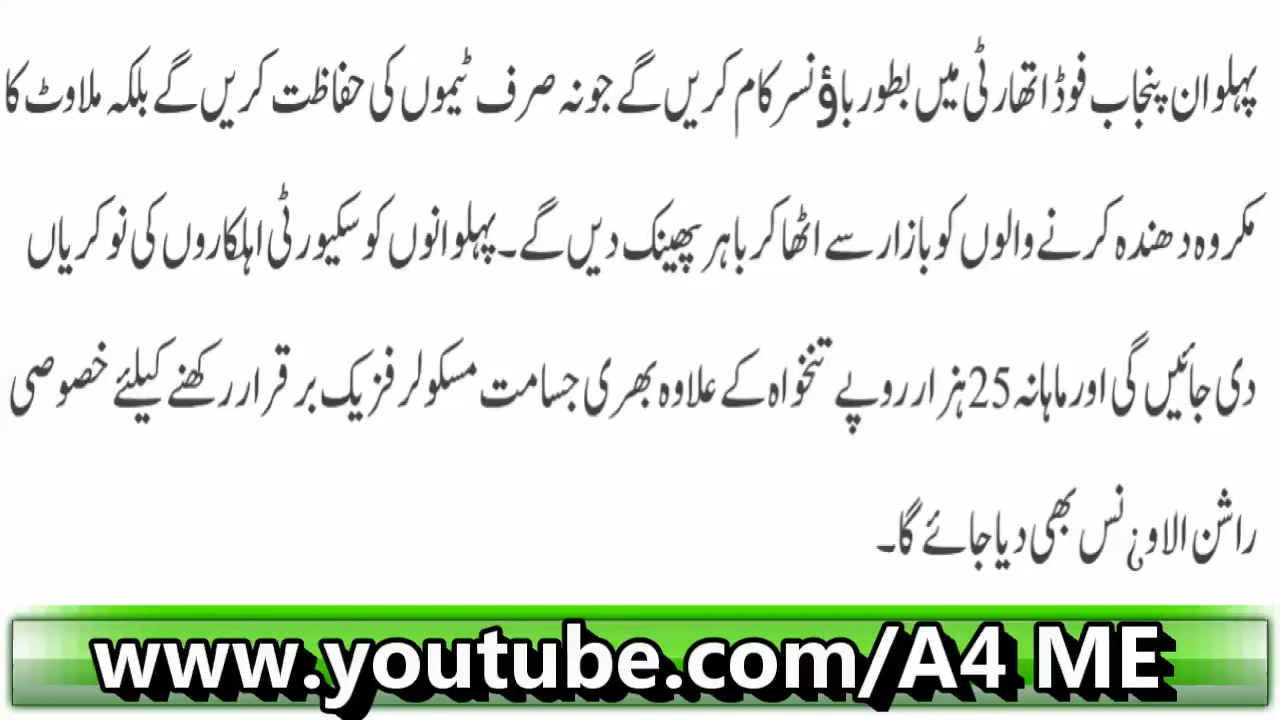 پہلوان پنجاب فوڈ اتھارٹی میں بطور باؤنسر کام کریں گے جو نہ صرف ٹیموں کی حفاظت کریں گے بلکہ ملاوٹ کا
مکروہ دھندہ کرنے والوں کو بازار سے اٹھا کر باہر پھینک دیں گے۔ پہلوانوں کو سکیورٹی اہلکاروں کی نوکریاں
دی جائیں گی اور ماہانہ 25 ہزار روپے تنخواہ کے علاوہ بھری جسامت مسکولر فزیک برقرار رکھنے کیلئے خصوصی
راشن الاوئنس بھی دیا جائے گا۔
www.youtube.com/A4 ME